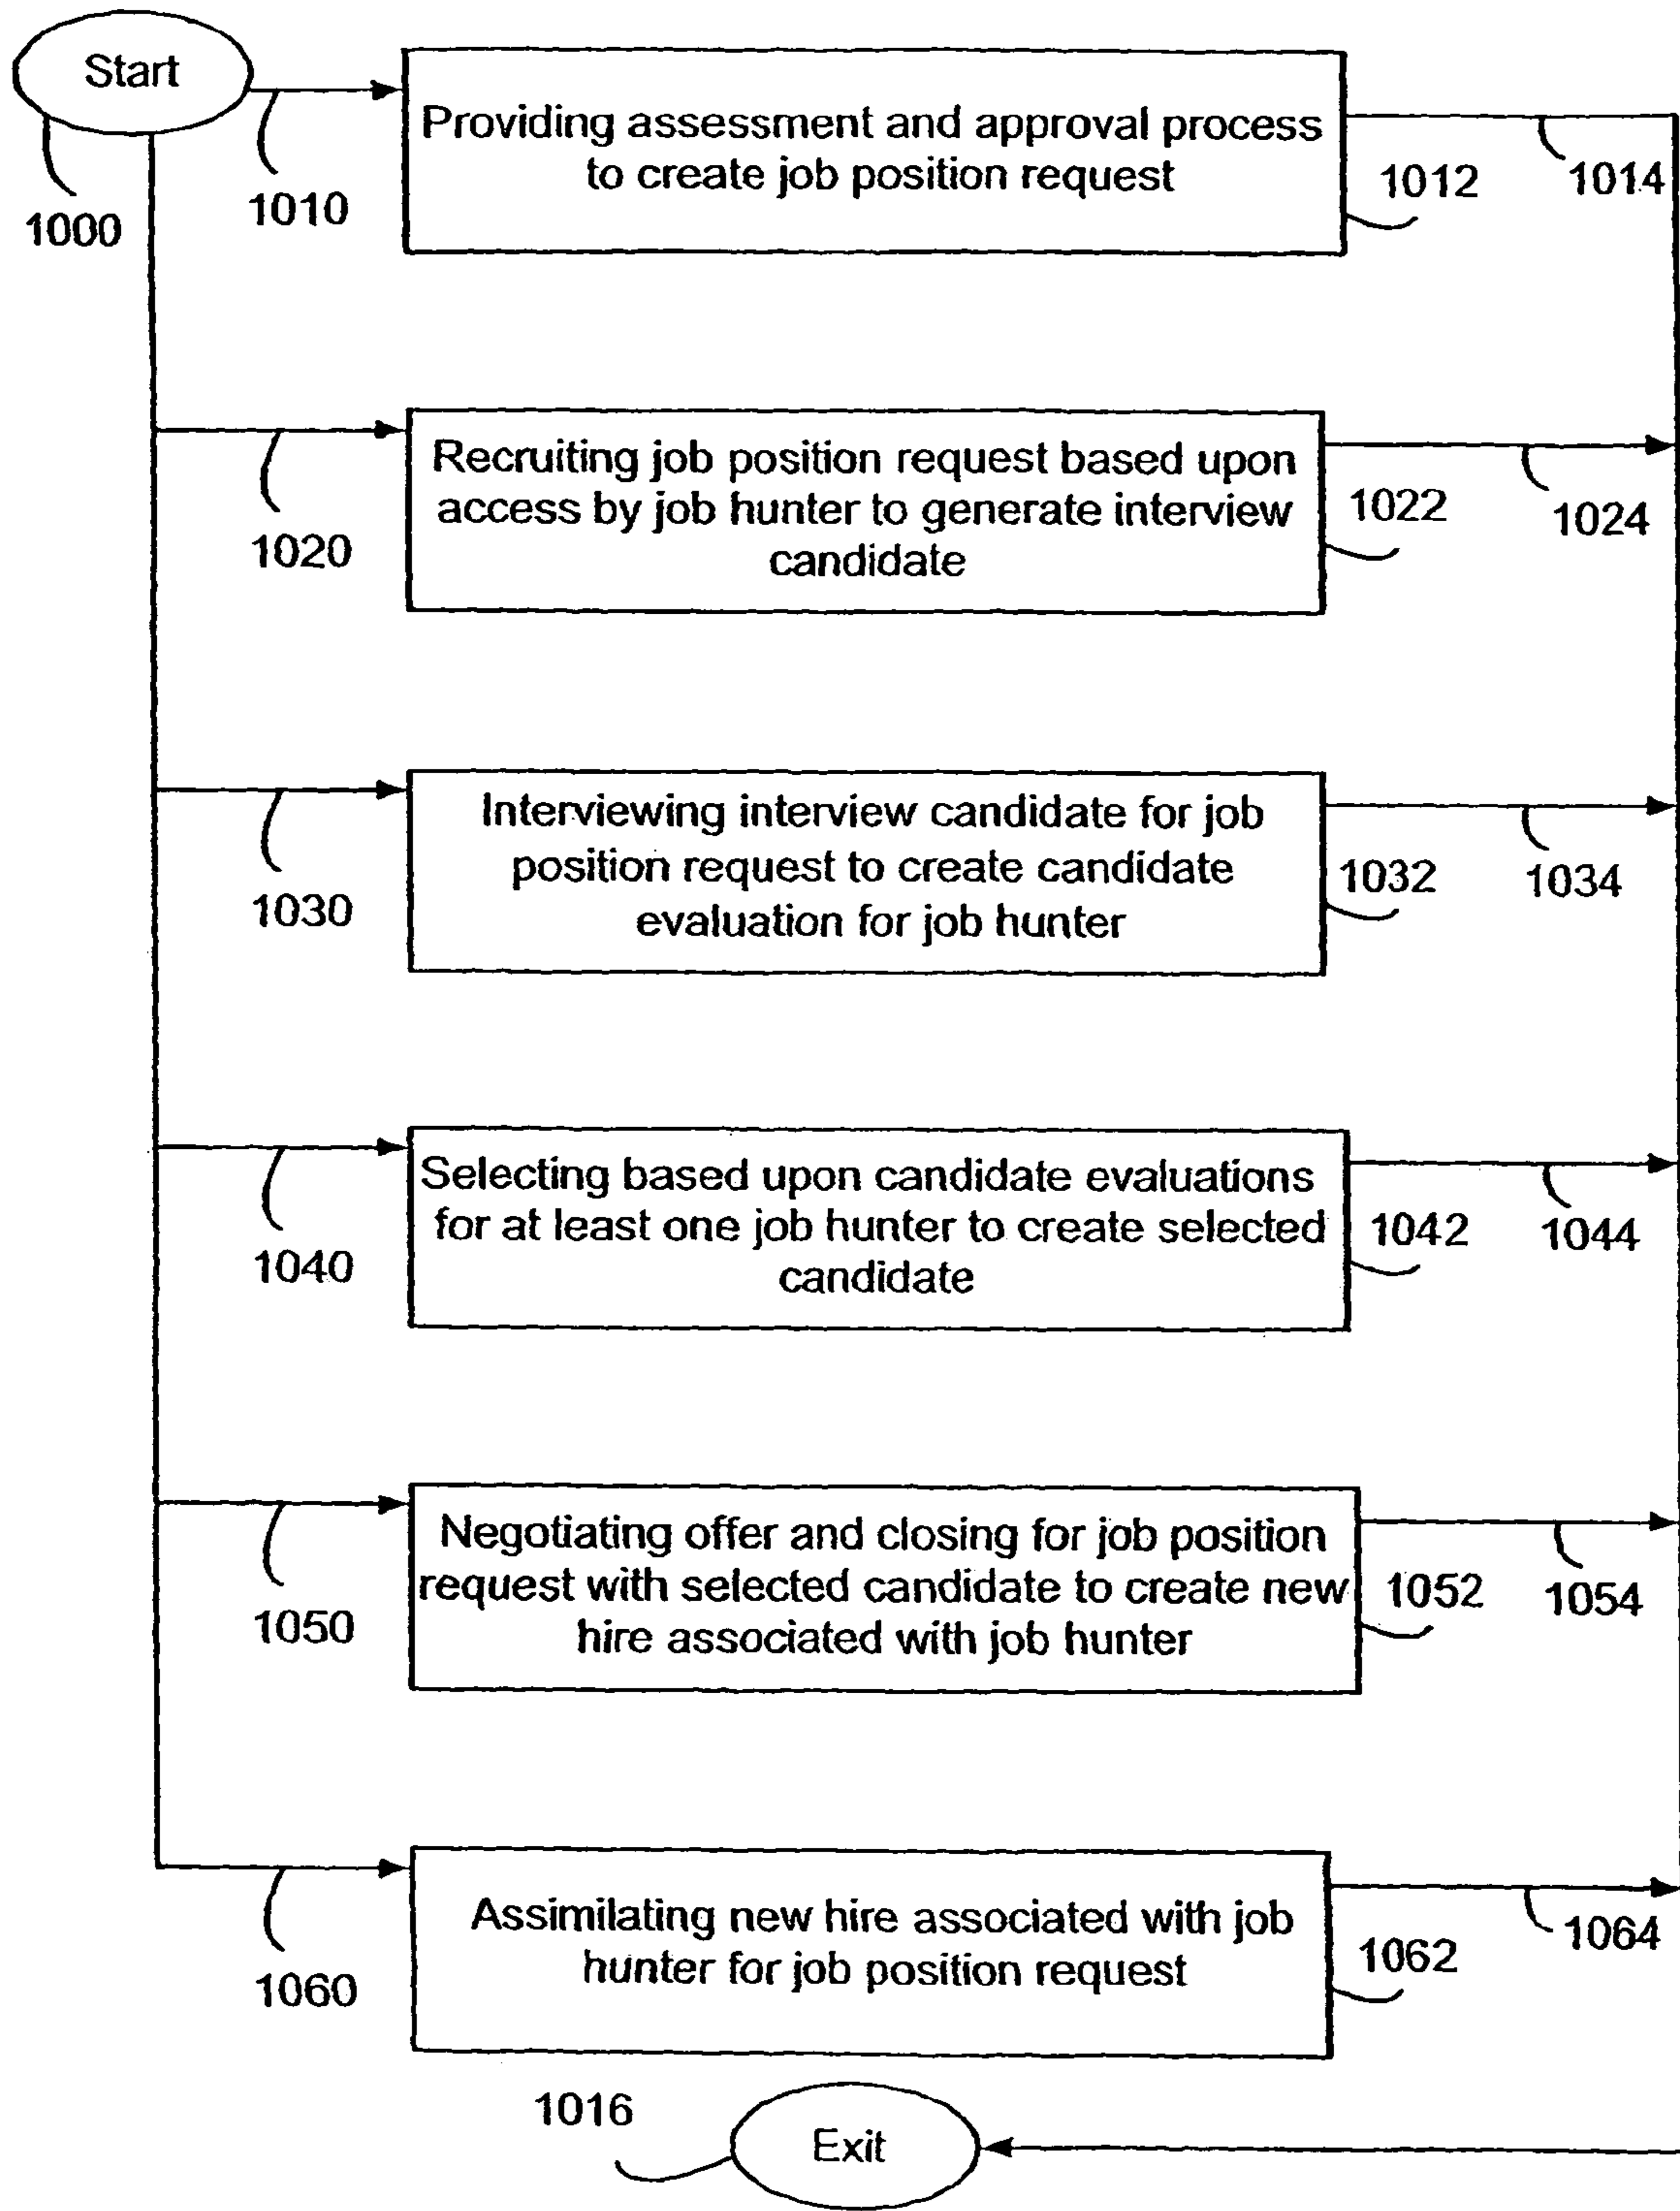 Start
1000
1010
Providing assessment and approval process
to create job position request
1012
1014
1020
Recruiting job position request based upon
access by job hunter to generate interview
candidate
1022
1024
1030
Interviewing interview candidate for job
position request to create candidate
evaluation for job hunter
1032
1034
1040
Selecting based upon candidate evaluations
for at least one job hunter to create selected
candidate
1042
1044
1050
Negotiating offer and closing for job position
request with selected candidate to create new
hire associated with job hunter
1052
1054
1060
Assimilating new hire associated with job
hunter for job position request
1062
1064
1016
Exit